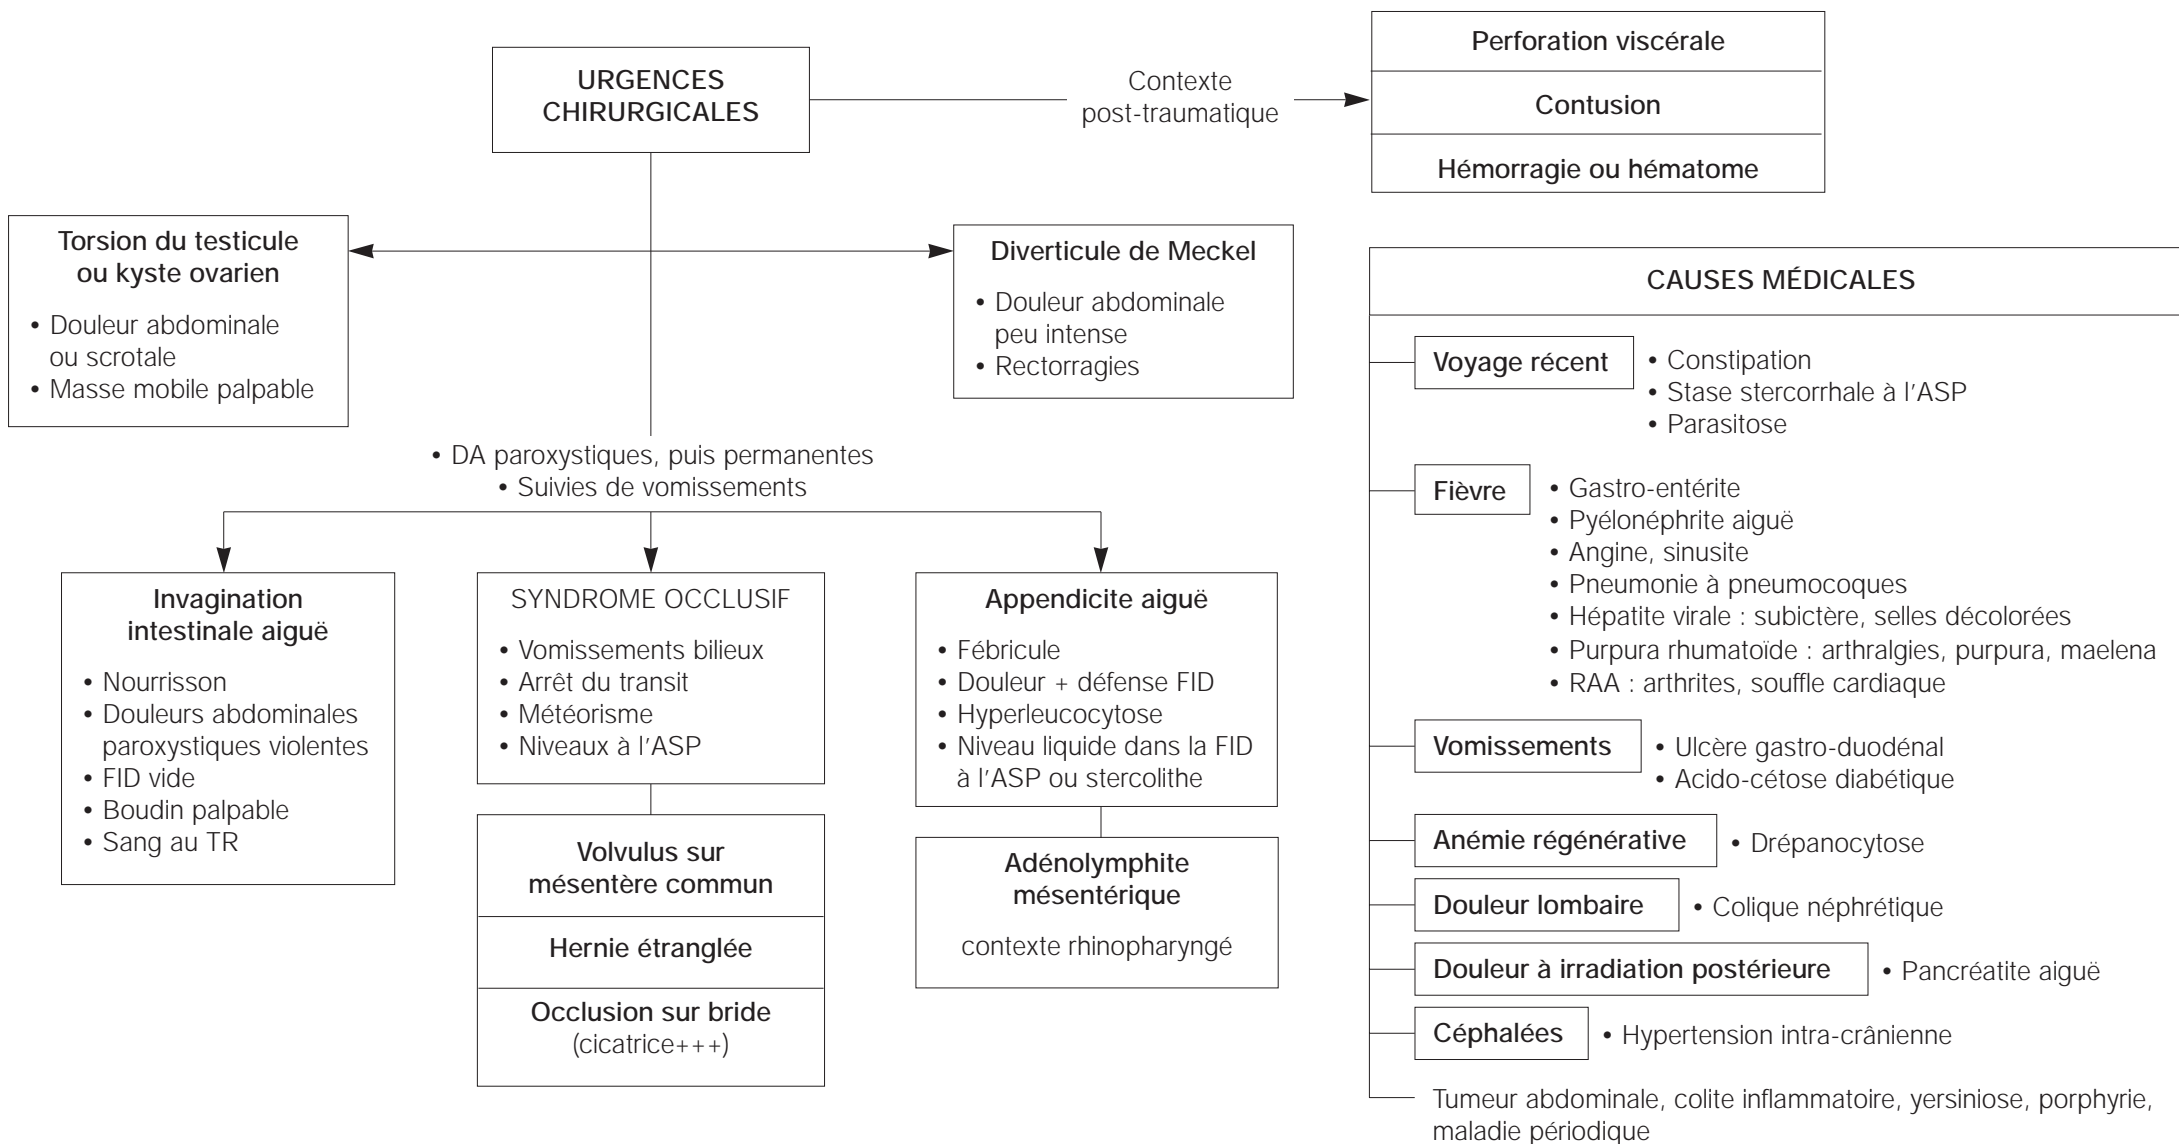 URGENCES
CHIRURGICALES
Contexte
post-traumatique
Perforation viscérale
Contusion
Hémorragie ou hématome
Torsion du testicule
ou kyste ovarien
• Douleur abdominale
ou scrotale
• Masse mobile palpable
Diverticule de Meckel
• Douleur abdominale
peu intense
• Rectorragies
• DA paroxystiques, puis permanentes
• Suivies de vomissements
Invagination
intestinale aiguë
• Nourrisson
• Douleurs abdominales
paroxystiques violentes
• FID vide
• Boudin palpable
• Sang au TR
SYNDROME OCCLUSIF
• Vomissements bilieux
• Arrêt du transit
• Météorisme
• Niveaux à l'ASP
Volvulus sur
mésentère commun
Hernie étranglée
Occlusion sur bride
(cicatrice+++)
Appendicite aiguë
• Fébricule
• Douleur + défense FID
• Hyperleucocytose
• Niveau liquide dans la FID
à l'ASP ou stercolithe
Adénolymphite
mésentérique
contexte rhinopharyngé
CAUSES MÉDICALES
Voyage récent
• Constipation
• Stase stercorrhale à l'ASP
• Parasitose
Fièvre
• Gastro-entérite
• Pyélonéphrite aiguë
• Angine, sinusite
• Pneumonie à pneumocoques
• Hépatite virale : subictère, selles décolorées
• Purpura rhumatoïde : arthralgies, purpura, maelena
• RAA : arthrites, souffle cardiaque
Vomissements
• Ulcère gastro-duodénal
• Acido-cétose diabétique
Anémie régénérative
• Drépanocytose
Douleur lombaire
• Colique néphrétique
Douleur à irradiation postérieure
• Pancréatite aiguë
Céphalées
• Hypertension intra-crânienne
Tumeur abdominale, colite inflammatoire, yersiniose, porphyrie,
maladie périodique